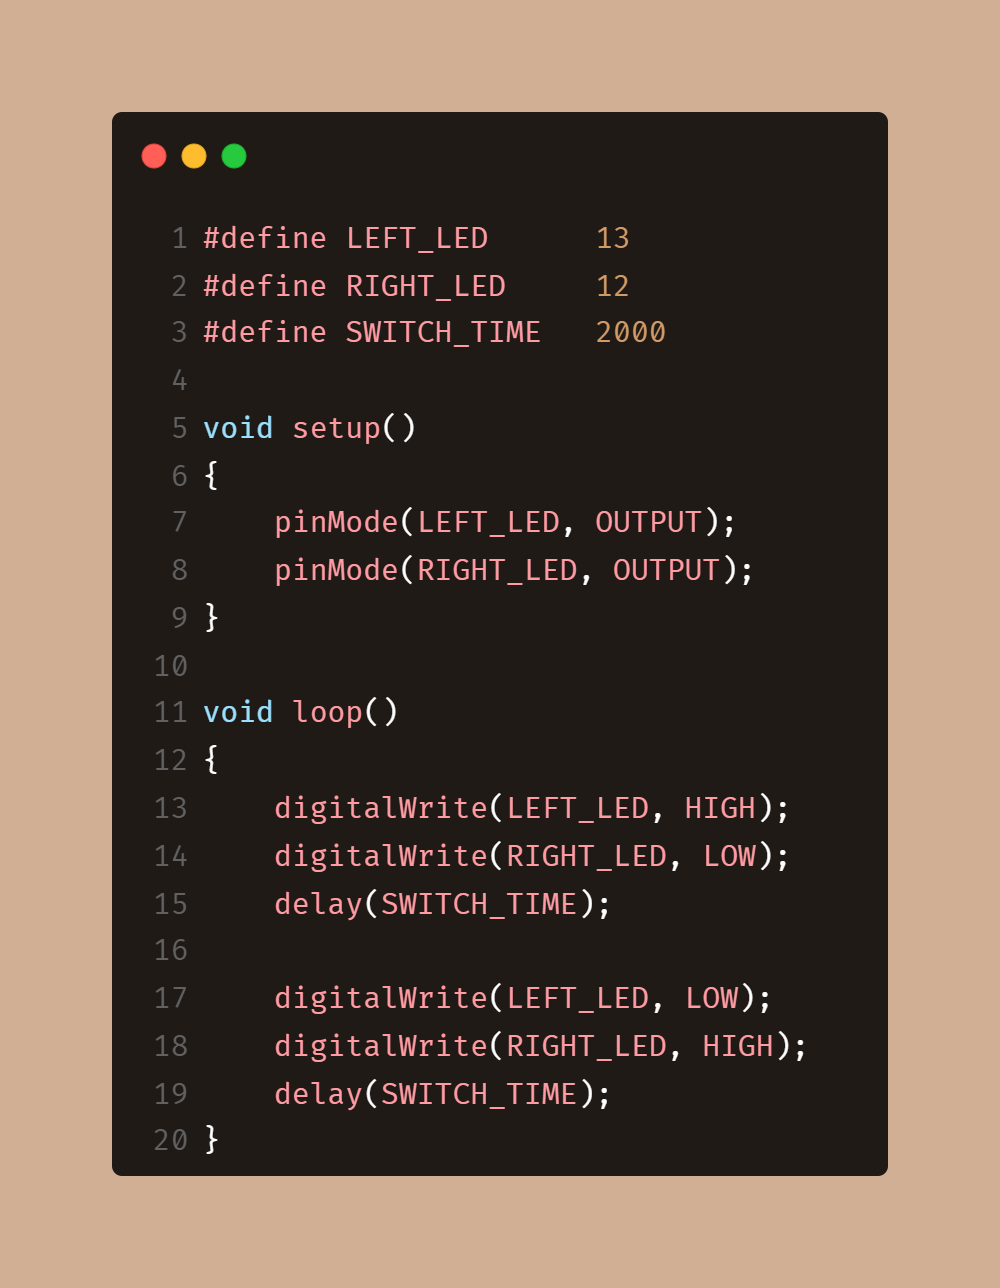 1 #define LEFT_LED      13
2 #define RIGHT_LED     12
3 #define SWITCH_TIME   2000
4
5 void setup()
6 {
7     pinMode(LEFT_LED, OUTPUT);
8     pinMode(RIGHT_LED, OUTPUT);
9 }
10
11 void loop()
12 {
13     digitalWrite(LEFT_LED, HIGH);
14     digitalWrite(RIGHT_LED, LOW);
15     delay(SWITCH_TIME);
16
17     digitalWrite(LEFT_LED, LOW);
18     digitalWrite(RIGHT_LED, HIGH);
19     delay(SWITCH_TIME);
20 }